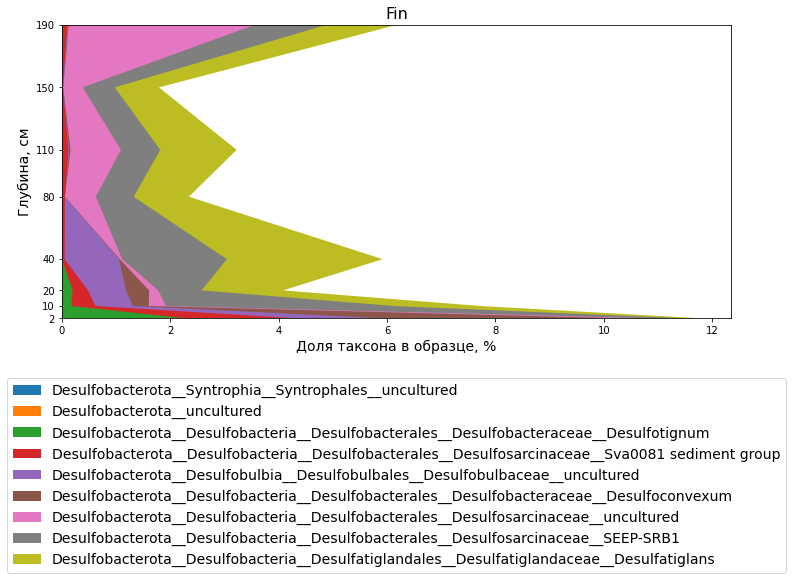 Fin
190
150
110
80
40
20
10
2
Глубина, см
0 2 4 6 8 10 12
Доля таксона в образце, %
Desulfobacterota__Syntrophia__Syntrophales__uncultured
Desulfobacterota__uncultured
Desulfobacterota__Desulfobacteria__Desulfobacterales__Desulfobacteraceae__Desulfotignum
Desulfobacterota__Desulfobacteria__Desulfobacterales__Desulfosarcinaceae__Sva0081 sediment group
Desulfobacterota__Desulfobulbia__Desulfobulbales__Desulfobulbaceae__uncultured
Desulfobacterota__Desulfobacteria__Desulfobacterales__Desulfobacteraceae__Desulfoconvexum
Desulfobacterota__Desulfobacteria__Desulfobacterales__Desulfosarcinaceae__uncultured
Desulfobacterota__Desulfobacteria__Desulfobacterales__Desulfosarcinaceae__SEEP-SRB1
Desulfobacterota__Desulfobacteria__Desulfatiglandales__Desulfatiglandaceae__Desulfatiglans